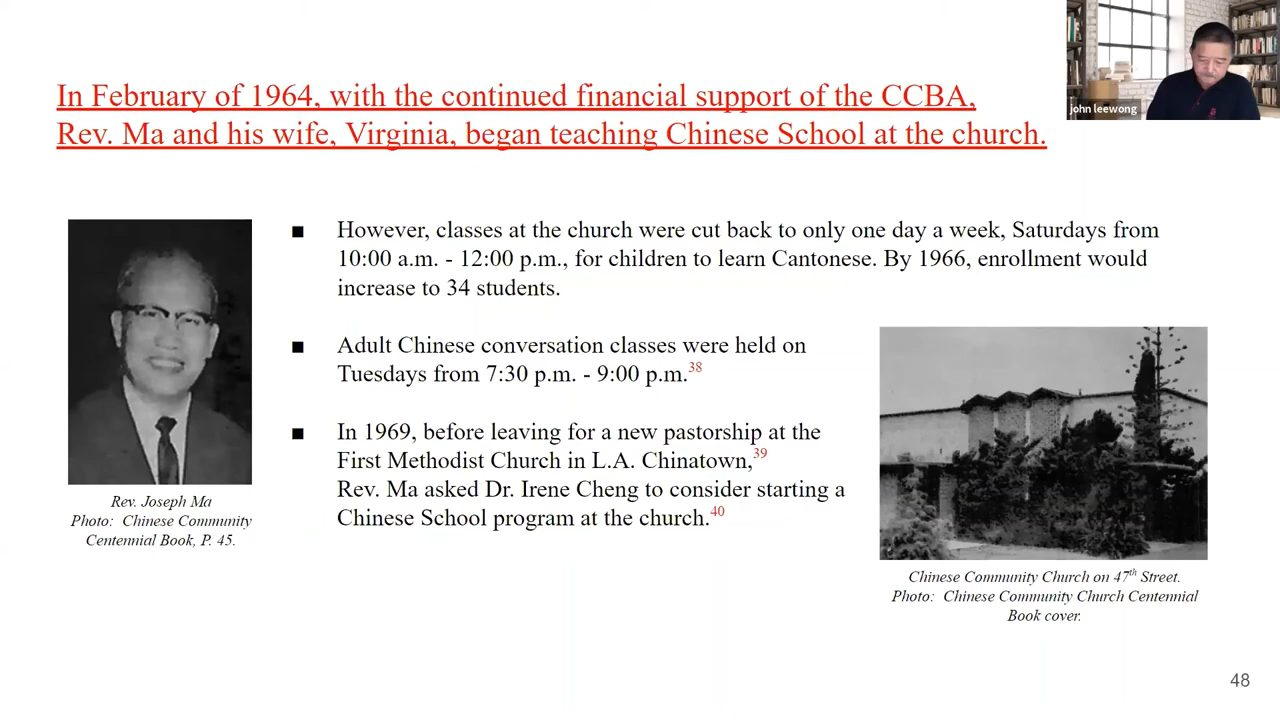 In February of 1964, with the continued financial support of the CCBA,
Rev. Ma and his wife, Virginia, began teaching Chinese School at the church.
john leewong
■ However, classes at the church were cut back to only one day a week, Saturdays from
10:00 a.m. - 12:00 p.m., for children to learn Cantonese. By 1966, enrollment would
increase to 34 students.
■ Adult Chinese conversation classes were held on
Tuesdays from 7:30 p.m. - 9:00 p.m.38
■ In 1969, before leaving for a new pastorship at the
First Methodist Church in L.A. Chinatown,39
Rev. Ma asked Dr. Irene Cheng to consider starting a
Chinese School program at the church.40
Rev. Joseph Ma
Photo: Chinese Community
Centennial Book, P. 45.
Chinese Community Church on 47th Street.
Photo: Chinese Community Church Centennial
Book cover.
48